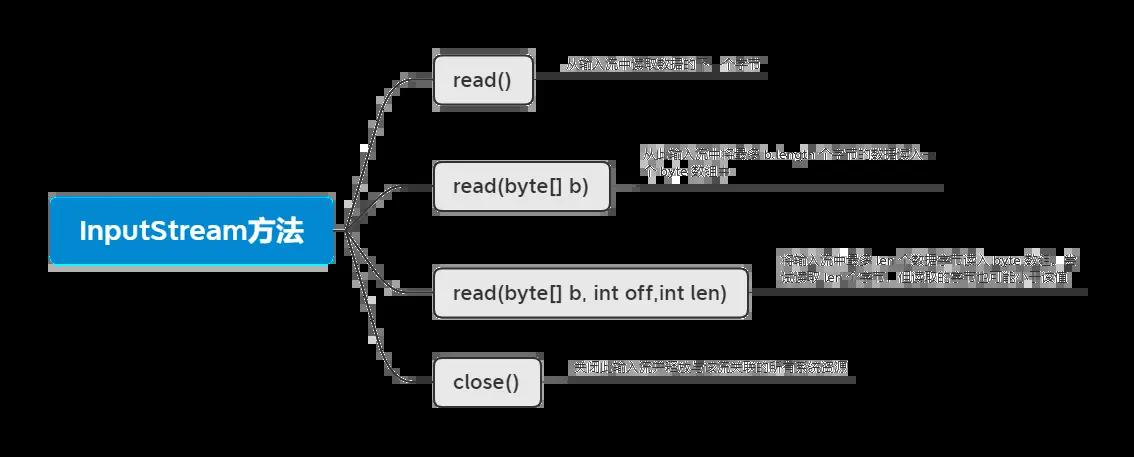 InputStream方法
read()
从输入流中读取数据的下一个字节
read(byte[] b)
从此输入流中将最多 b.length 个字节的数据读入一
个 byte 数组中
read(byte[] b, int off,int len)
将输入流中最多 len 个数据字节读入 byte 数组，尝
试读取 len 个字节，但读取的字节也可能小于该值
close()
关闭此输入流并释放与该流关联的所有系统资源